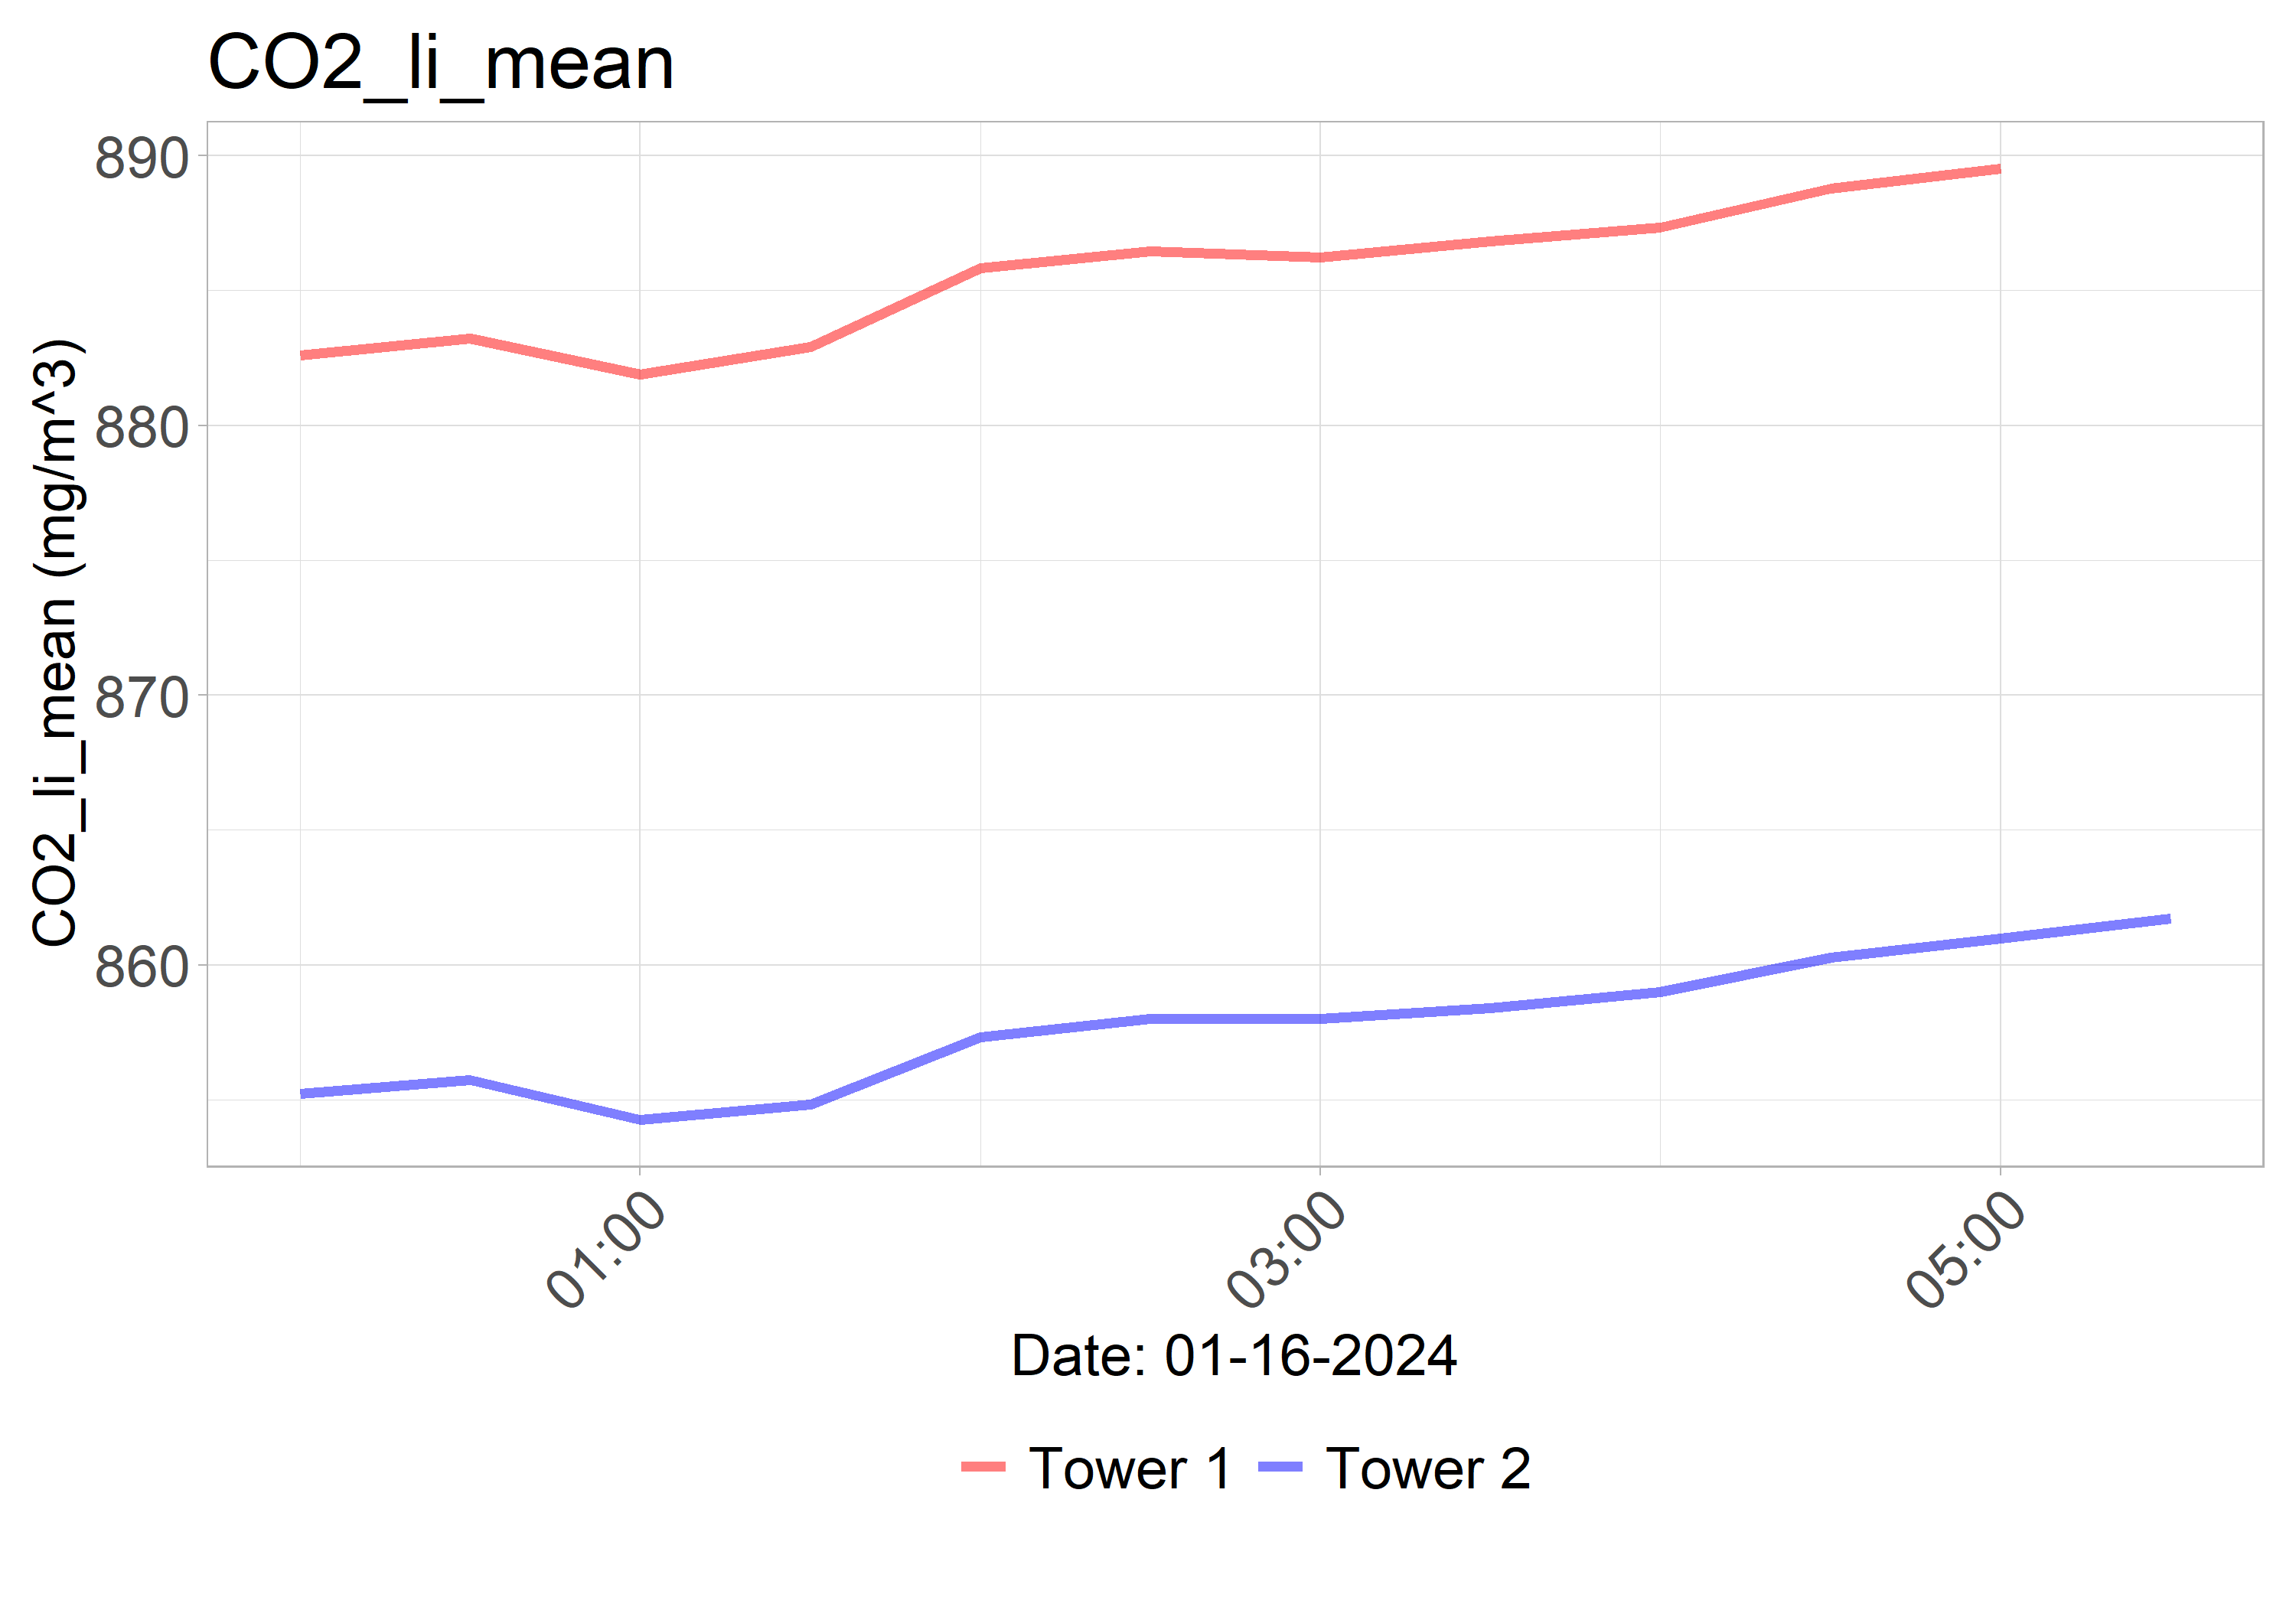 CO2_li_mean
CO2_li_mean (mg/m^3)
890
880
870
860
01:00
03:00
05:00
Date: 01-16-2024
Tower 1
Tower 2